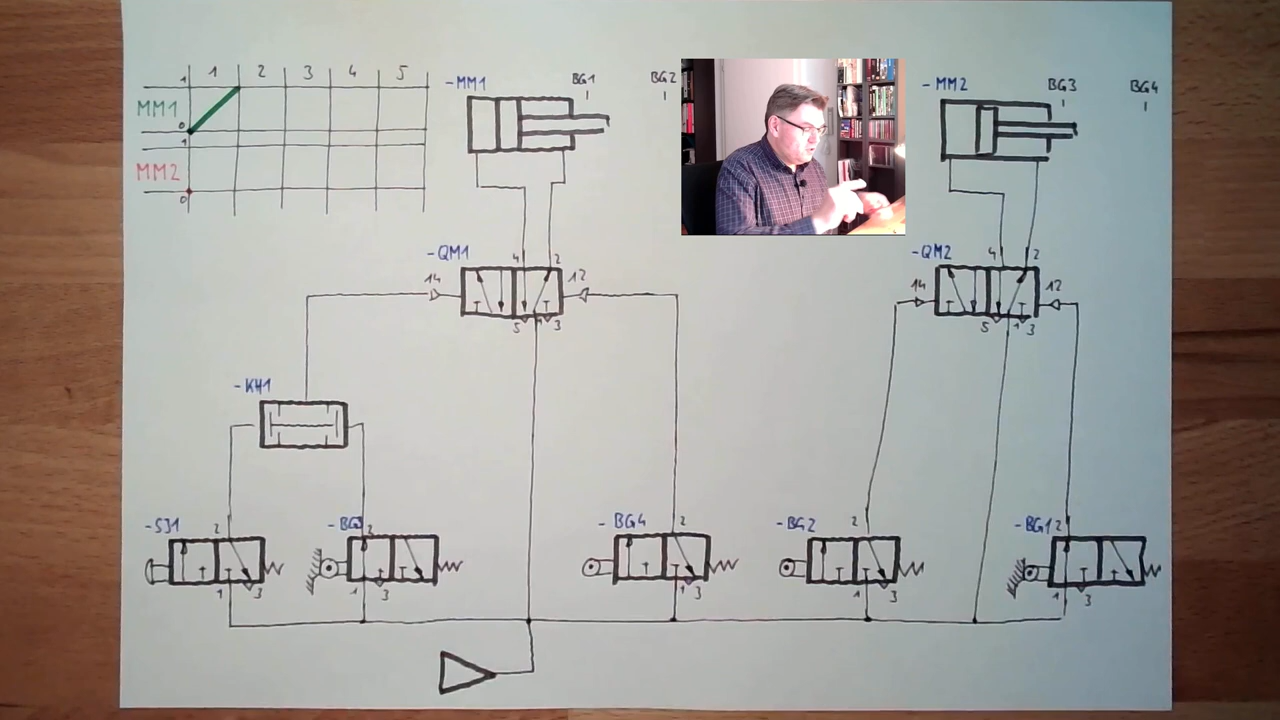 1 2 3 4 5
1
MM1
0
1
MM2
0
-MM1 BG1 BG2
-MM2 BG3 BG4
-QM1 4 2
14 12
5 1 3
-QM2 4 2
14 12
5 1 3
-KH1
-SJ1 2
1 3
-BG3 2
1 3
-BG4 2
1 3
-BG2 2
1 3
-BG1 2
1 3